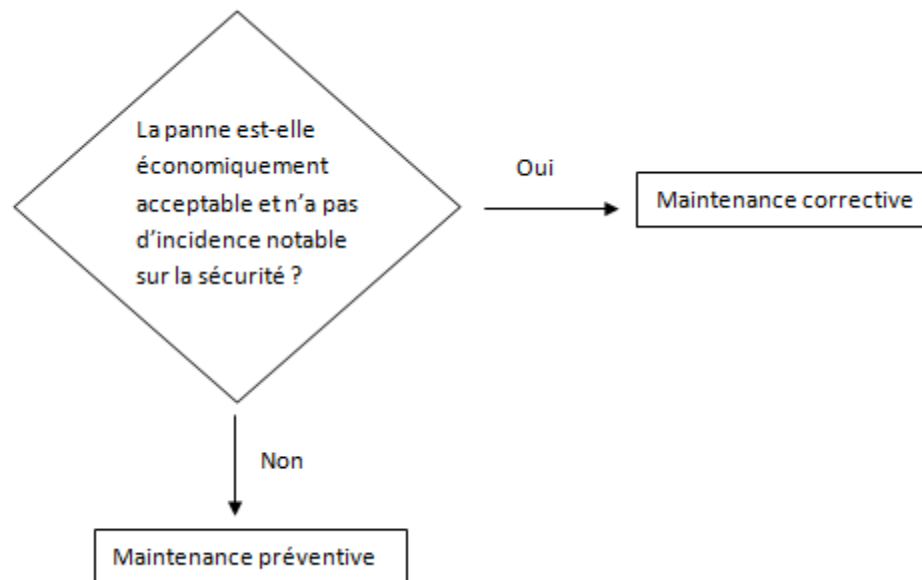 La panne est-elle
économiquement
acceptable et n’a pas
d’incidence notable
sur la sécurité ?
Oui
Maintenance corrective
Non
Maintenance préventive